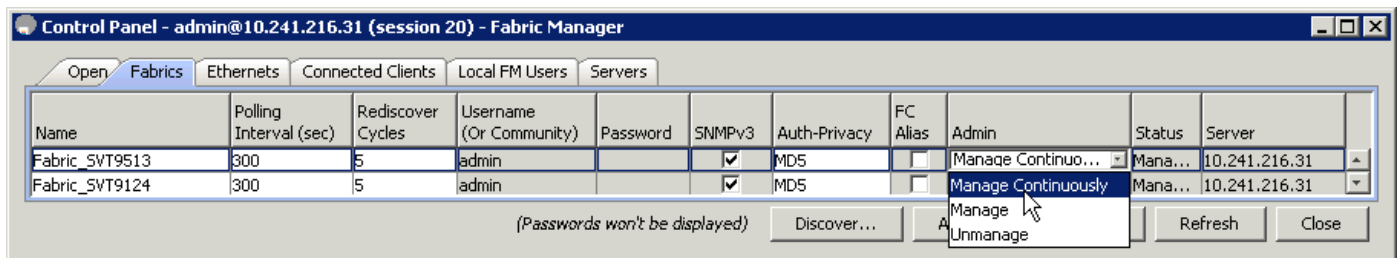 Control Panel - admin@10.241.216.31 (session 20) - Fabric Manager
Open Fabrics Ethernets Connected Clients Local FM Users Servers
Name Polling Interval (sec) Rediscover Cycles Username (Or Community) Password SNMPv3 Auth-Privacy FC Alias Admin Status Server
Fabric_SVT9513 300 5 admin MD5 Manage Continuo... Mana... 10.241.216.31
Fabric_SVT9124 300 5 admin MD5 Manage Continuously Mana... 10.241.216.31
Manage
(Passwords won't be displayed) Discover... A Unmanage Refresh Close